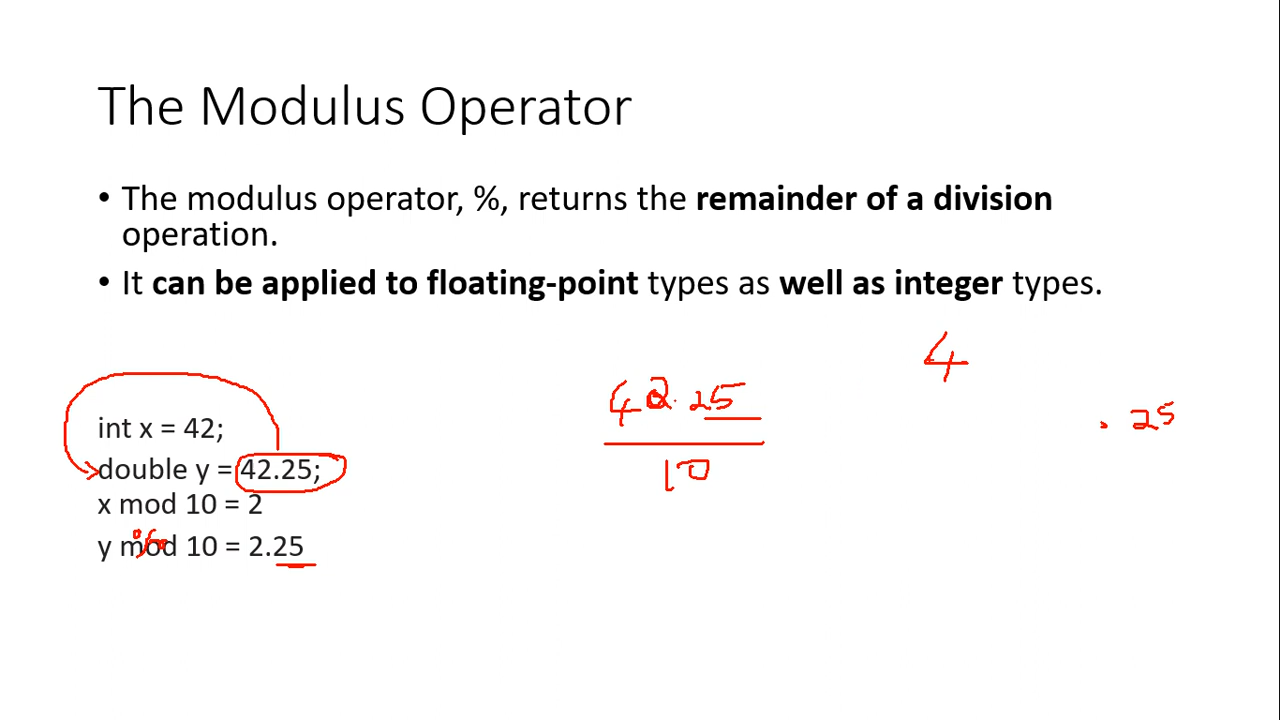 The Modulus Operator
• The modulus operator, %, returns the remainder of a division
operation.
• It can be applied to floating-point types as well as integer types.
int x = 42;
double y = 42.25;
x mod 10 = 2
y mod 10 = 2.25
%
42.25
10
4
.25